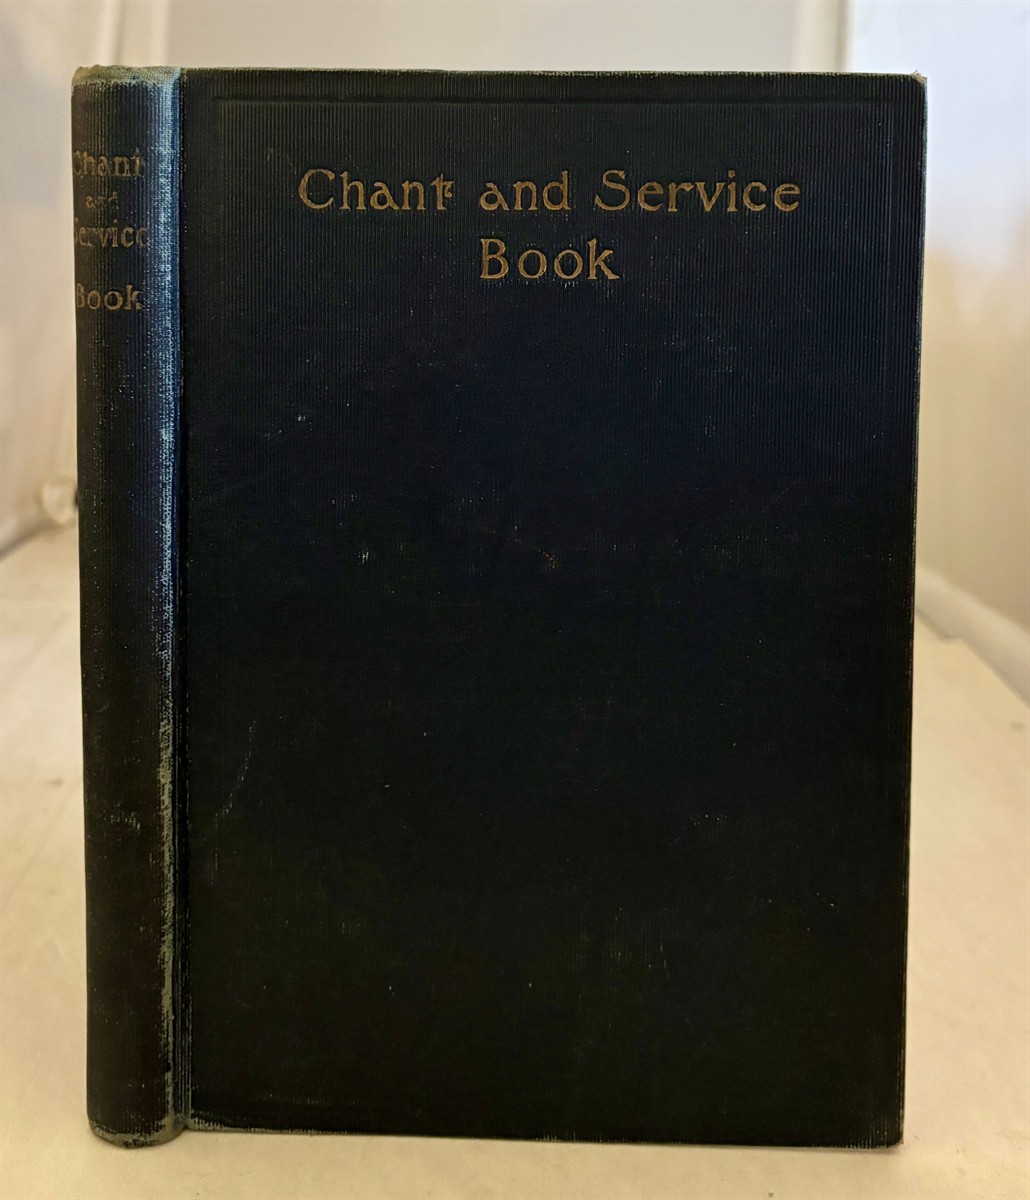 Chant
and
Service
Book
Chant and Service
Book